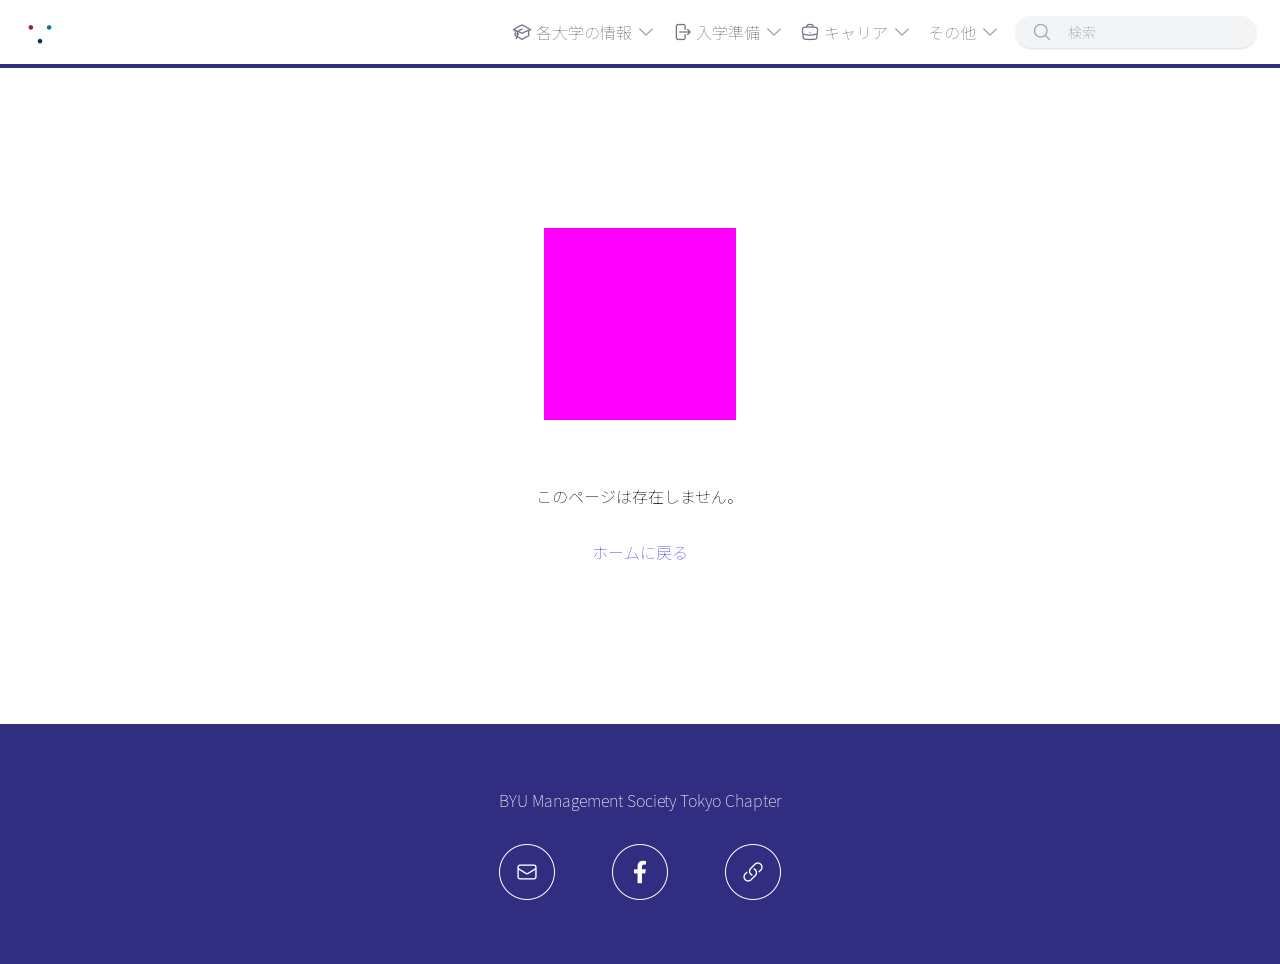 各大学の情報
入学準備
キャリア
その他
検索
このページは存在しません。
ホームに戻る
BYU Management Society Tokyo Chapter